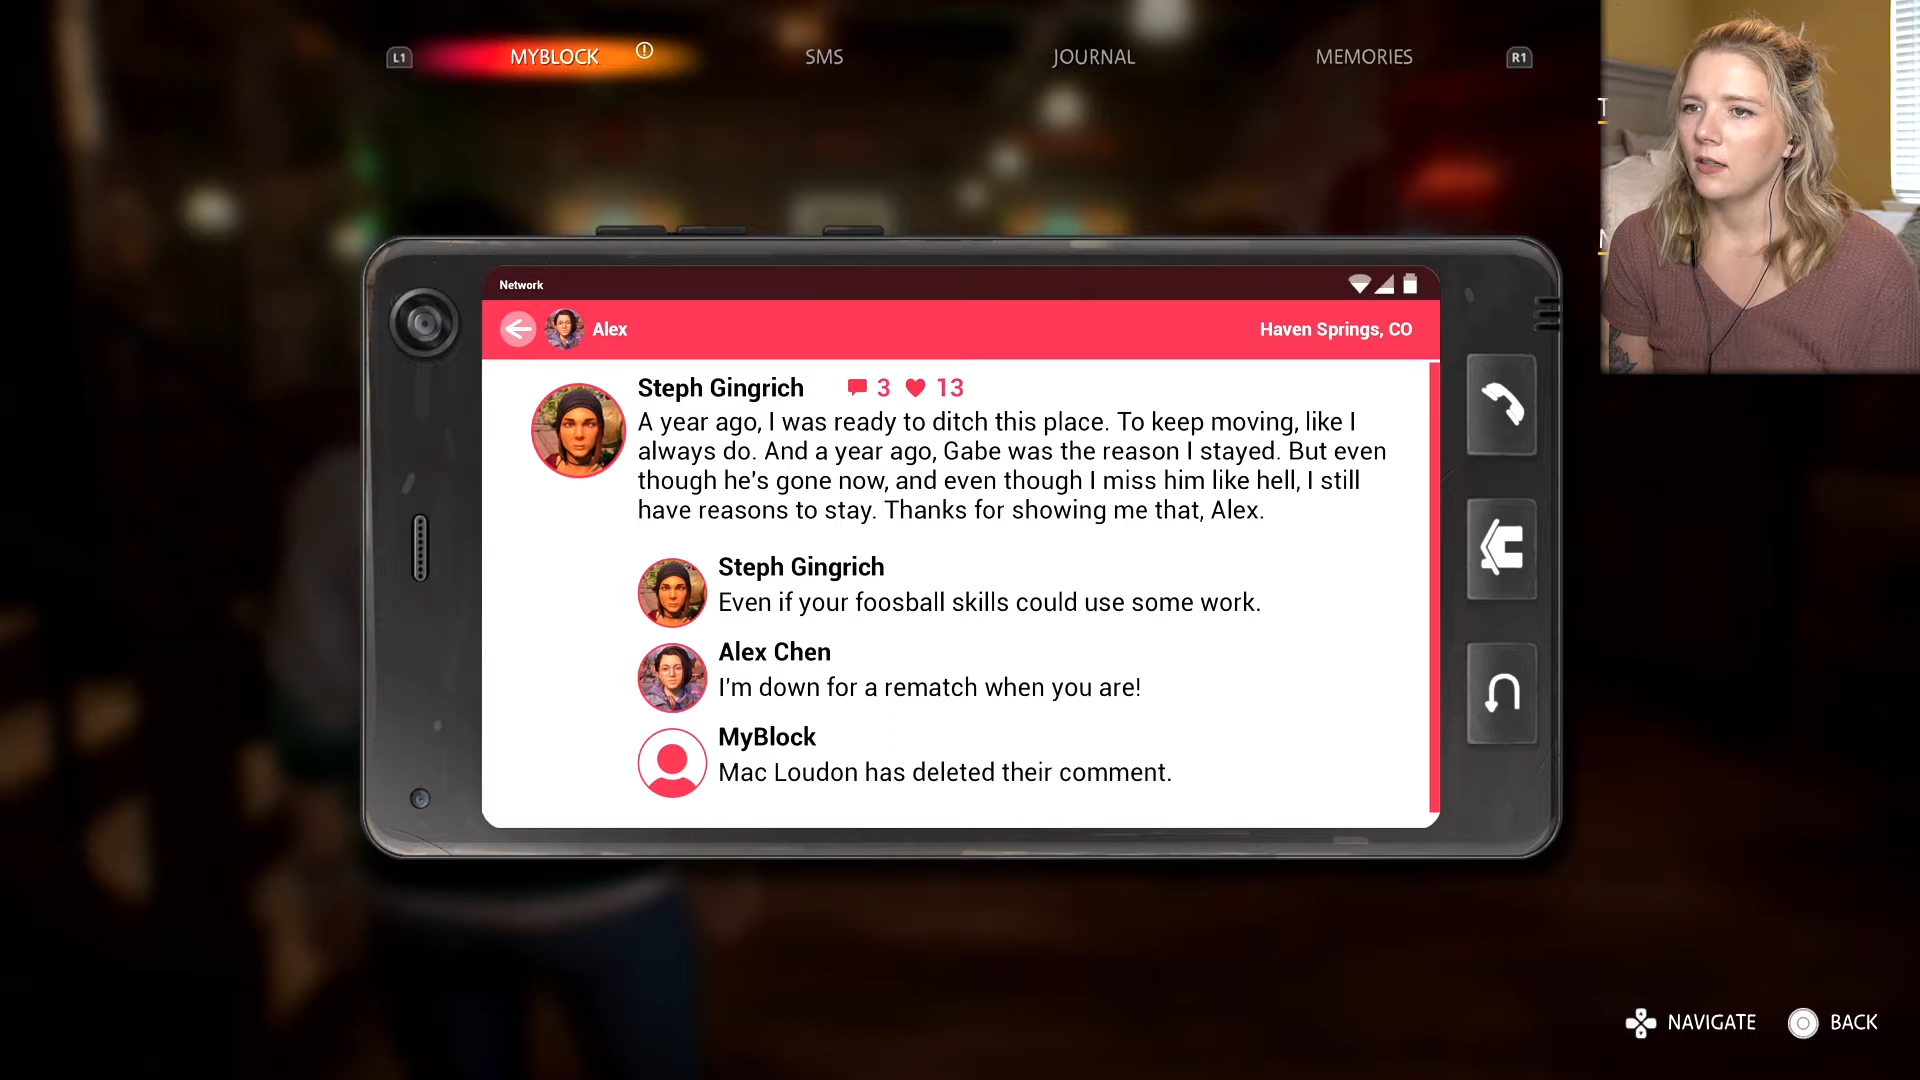 L1 MYBLOCK SMS JOURNAL MEMORIES R1
Network
Alex Haven Springs, CO
Steph Gingrich 3 13
A year ago, I was ready to ditch this place. To keep moving, like I
always do. And a year ago, Gabe was the reason I stayed. But even
though he's gone now, and even though I miss him like hell, I still
have reasons to stay. Thanks for showing me that, Alex.
Steph Gingrich
Even if your foosball skills could use some work.
Alex Chen
I'm down for a rematch when you are!
MyBlock
Mac Loudon has deleted their comment.
NAVIGATE BACK